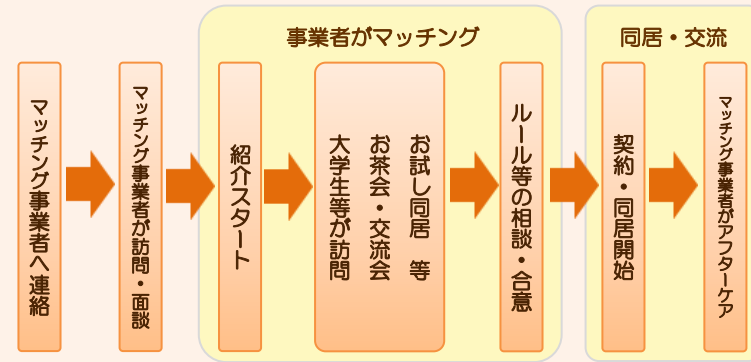 事業者がマッチング
同居・交流
マッチング事業者へ連絡
マッチング事業者が訪問・面談
紹介スタート
お試し同居　等
お茶会・交流会
大学生等が訪問
ルール等の相談・合意
契約・同居開始
マッチング事業者がアフターケア